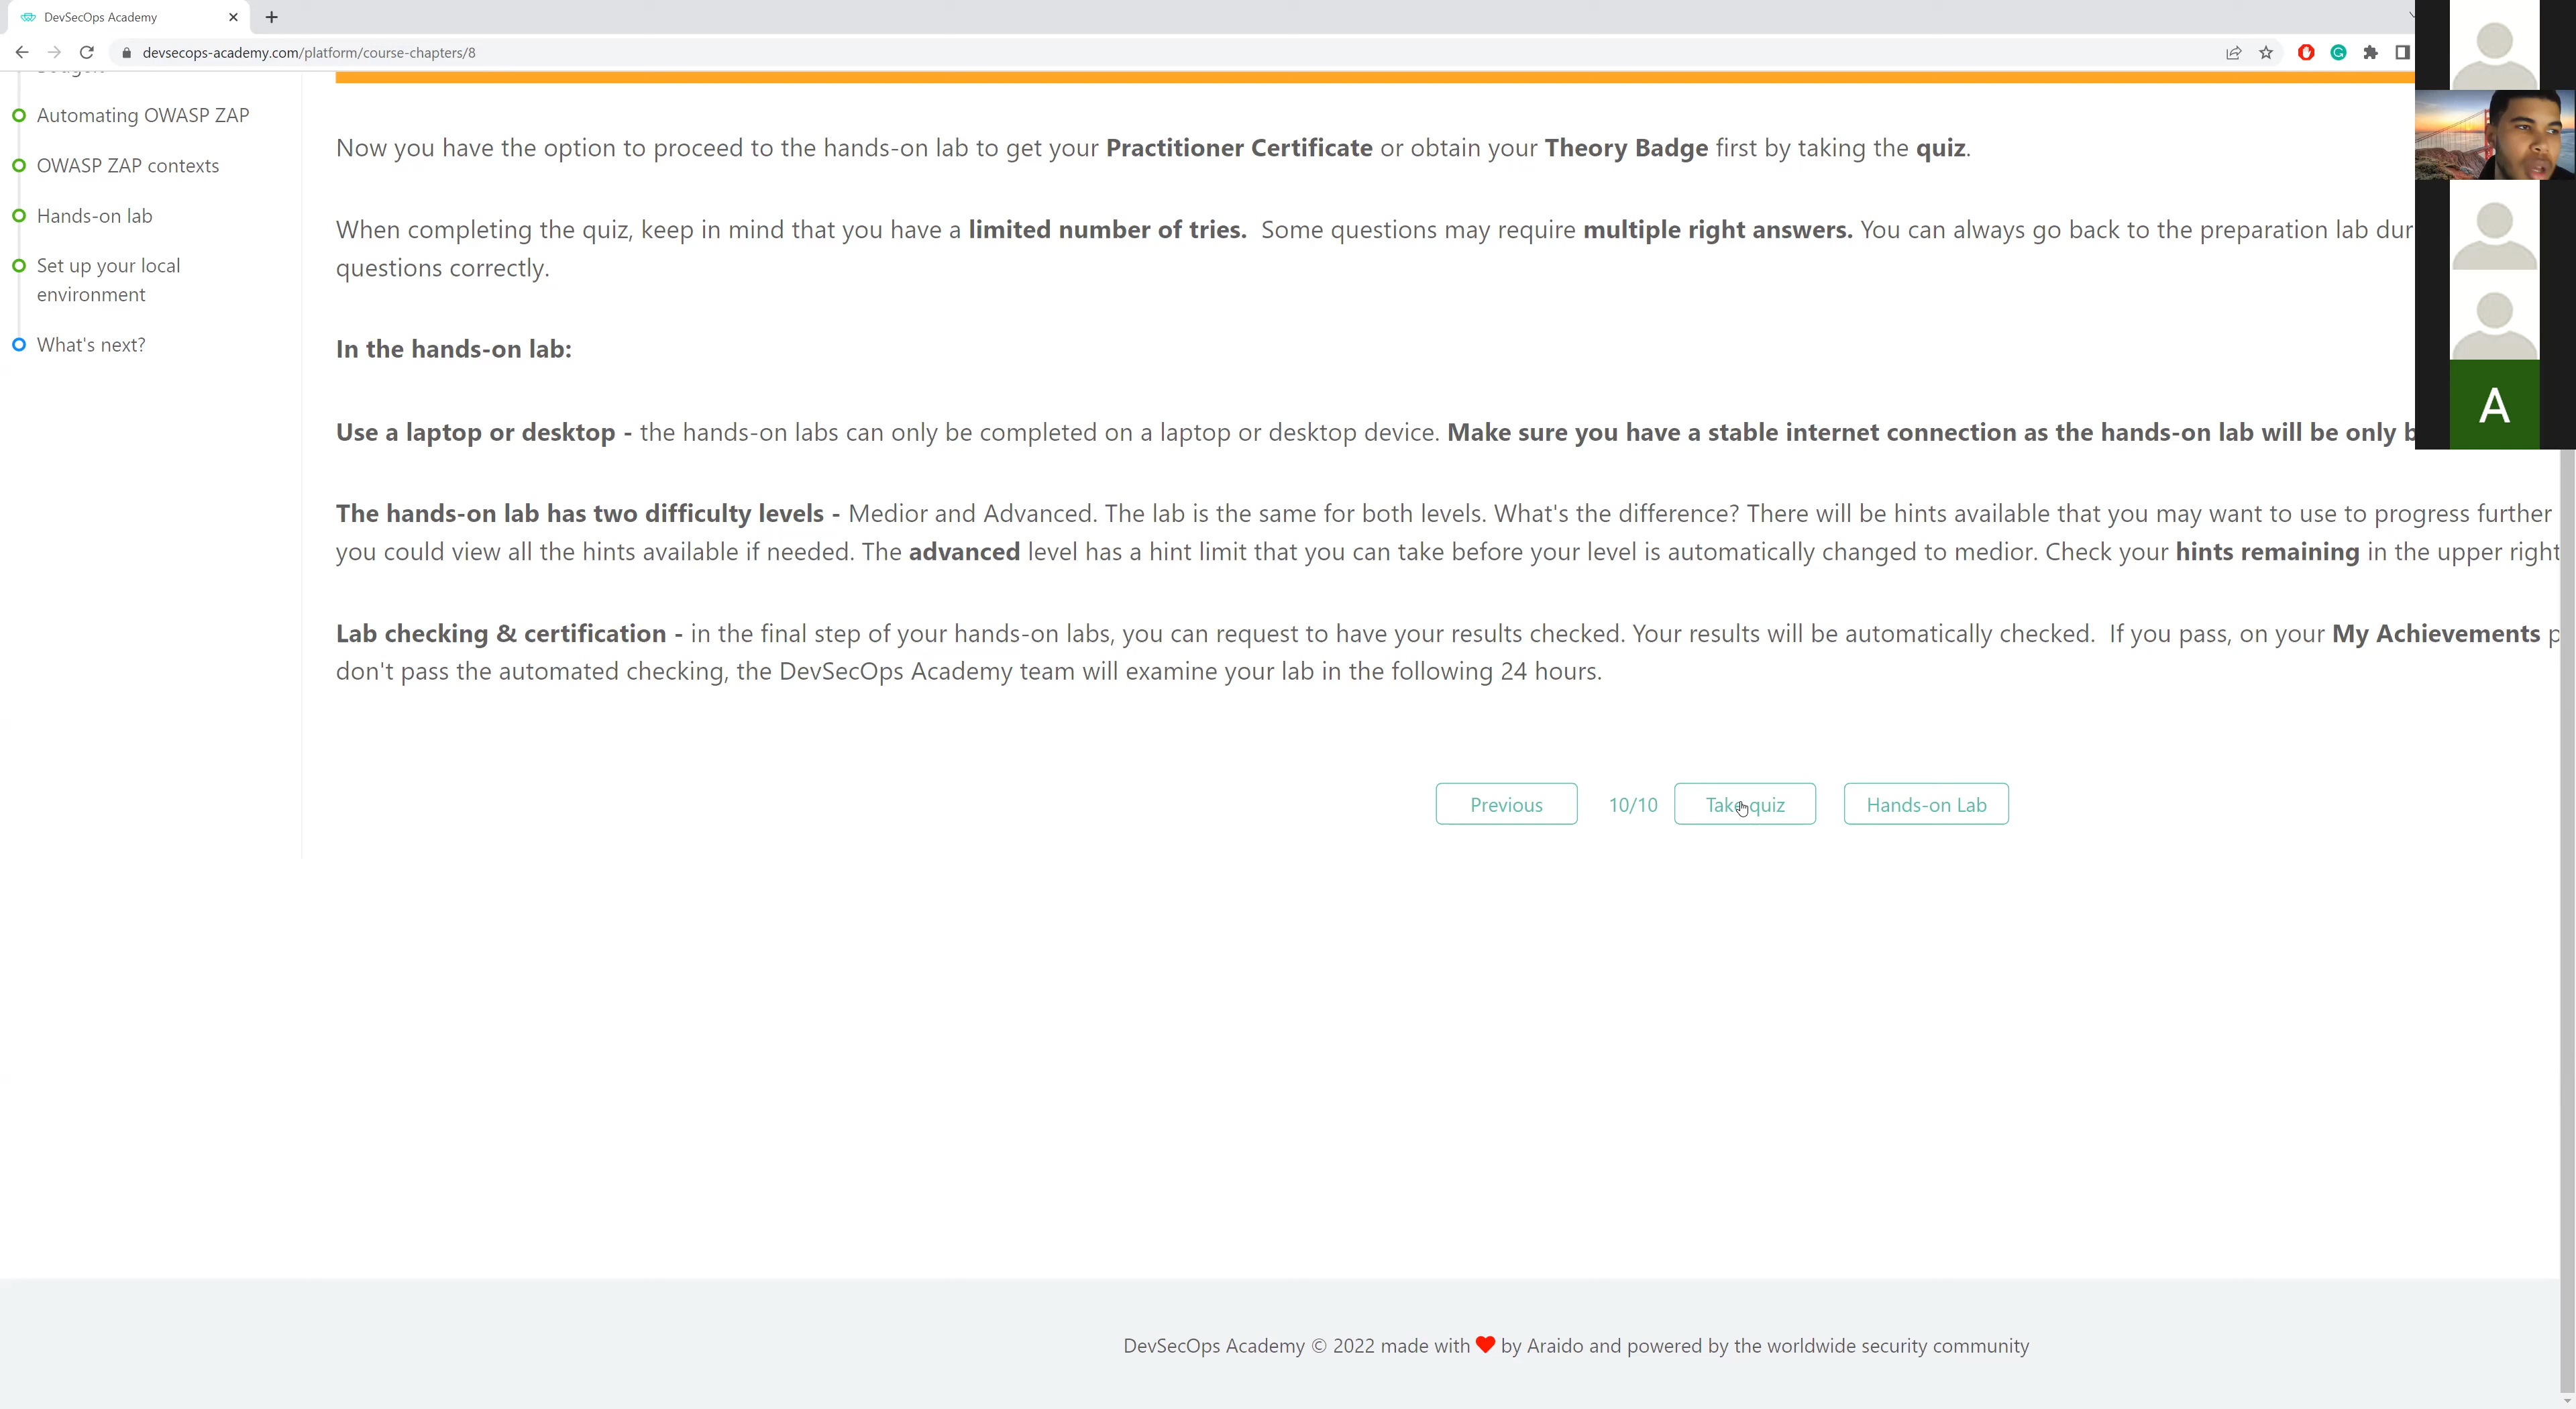 DevSecOps Academy
devsecops-academy.com/platform/course-chapters/8
Automating OWASP ZAP
OWASP ZAP contexts
Hands-on lab
Set up your local
environment
What's next?
Now you have the option to proceed to the hands-on lab to get your Practitioner Certificate or obtain your Theory Badge first by taking the quiz.
When completing the quiz, keep in mind that you have a limited number of tries. Some questions may require multiple right answers. You can always go back to the preparation lab dur
questions correctly.
In the hands-on lab:
Use a laptop or desktop - the hands-on labs can only be completed on a laptop or desktop device. Make sure you have a stable internet connection as the hands-on lab will be only b
The hands-on lab has two difficulty levels - Medior and Advanced. The lab is the same for both levels. What's the difference? There will be hints available that you may want to use to progress further
you could view all the hints available if needed. The advanced level has a hint limit that you can take before your level is automatically changed to medior. Check your hints remaining in the upper right
Lab checking & certification - in the final step of your hands-on labs, you can request to have your results checked. Your results will be automatically checked. If you pass, on your My Achievements p
don't pass the automated checking, the DevSecOps Academy team will examine your lab in the following 24 hours.
Previous
10/10
Take quiz
Hands-on Lab
A
DevSecOps Academy © 2022 made with ❤ by Araido and powered by the worldwide security community